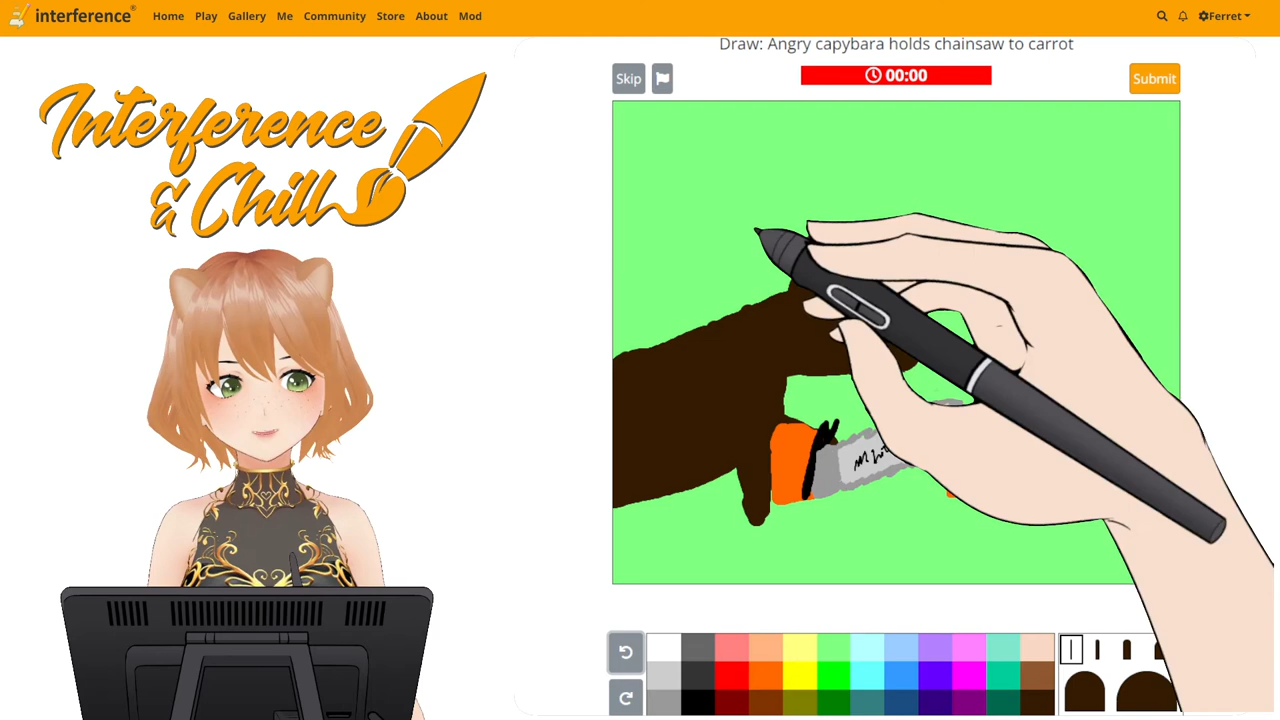 interference®
Home Play Gallery Me Community Store About Mod
Ferret
Interference
& Chill
Draw: Angry capybara holds chainsaw to carrot
Skip
00:00
Submit